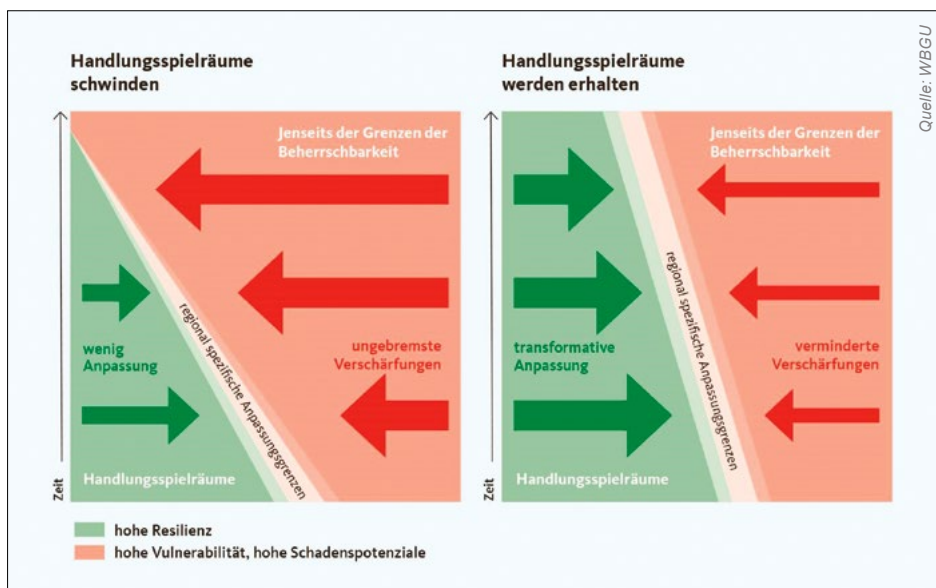 Quelle: WBGU
Handlungsspielräume
schwinden
Jenseits der Grenzen der
Beherrschbarkeit
regional spezifische Anpassungsgrenzen
wenig
Anpassung
ungebremste
Verschärfungen
Handlungsspielräume
Zeit
Handlungsspielräume
werden erhalten
Jenseits der Grenzen der
Beherrschbarkeit
regional spezifische Anpassungsgrenzen
transformative
Anpassung
verminderte
Verschärfungen
Handlungsspielräume
Zeit
hohe Resilienz
hohe Vulnerabilität, hohe Schadenspotenziale